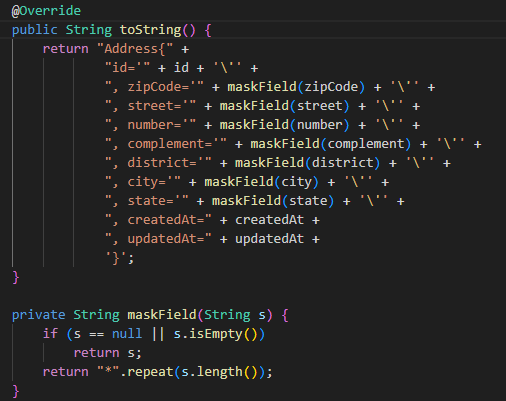 @Override
public String toString() {
    return "Address{" +
            "id='" + id + '\'' +
            ", zipCode='" + maskField(zipCode) + '\'' +
            ", street='" + maskField(street) + '\'' +
            ", number='" + maskField(number) + '\'' +
            ", complement='" + maskField(complement) + '\'' +
            ", district='" + maskField(district) + '\'' +
            ", city='" + maskField(city) + '\'' +
            ", state='" + maskField(state) + '\'' +
            ", createdAt=" + createdAt +
            ", updatedAt=" + updatedAt +
            '}';
}

private String maskField(String s) {
    if (s == null || s.isEmpty())
        return s;
    return "*".repeat(s.length());
}